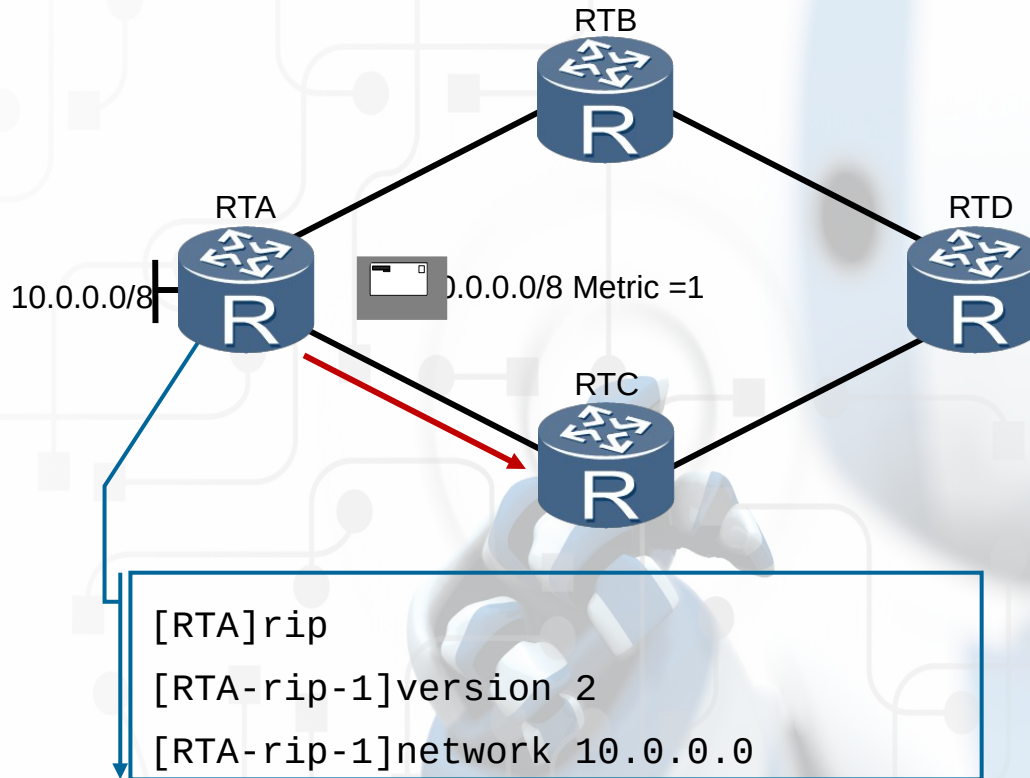 RTB
RTA
RTD
10.0.0.0/8
0.0.0.0/8 Metric =1
RTC
R
R
R
R
[RTA]rip
[RTA-rip-1]version 2
[RTA-rip-1]network 10.0.0.0